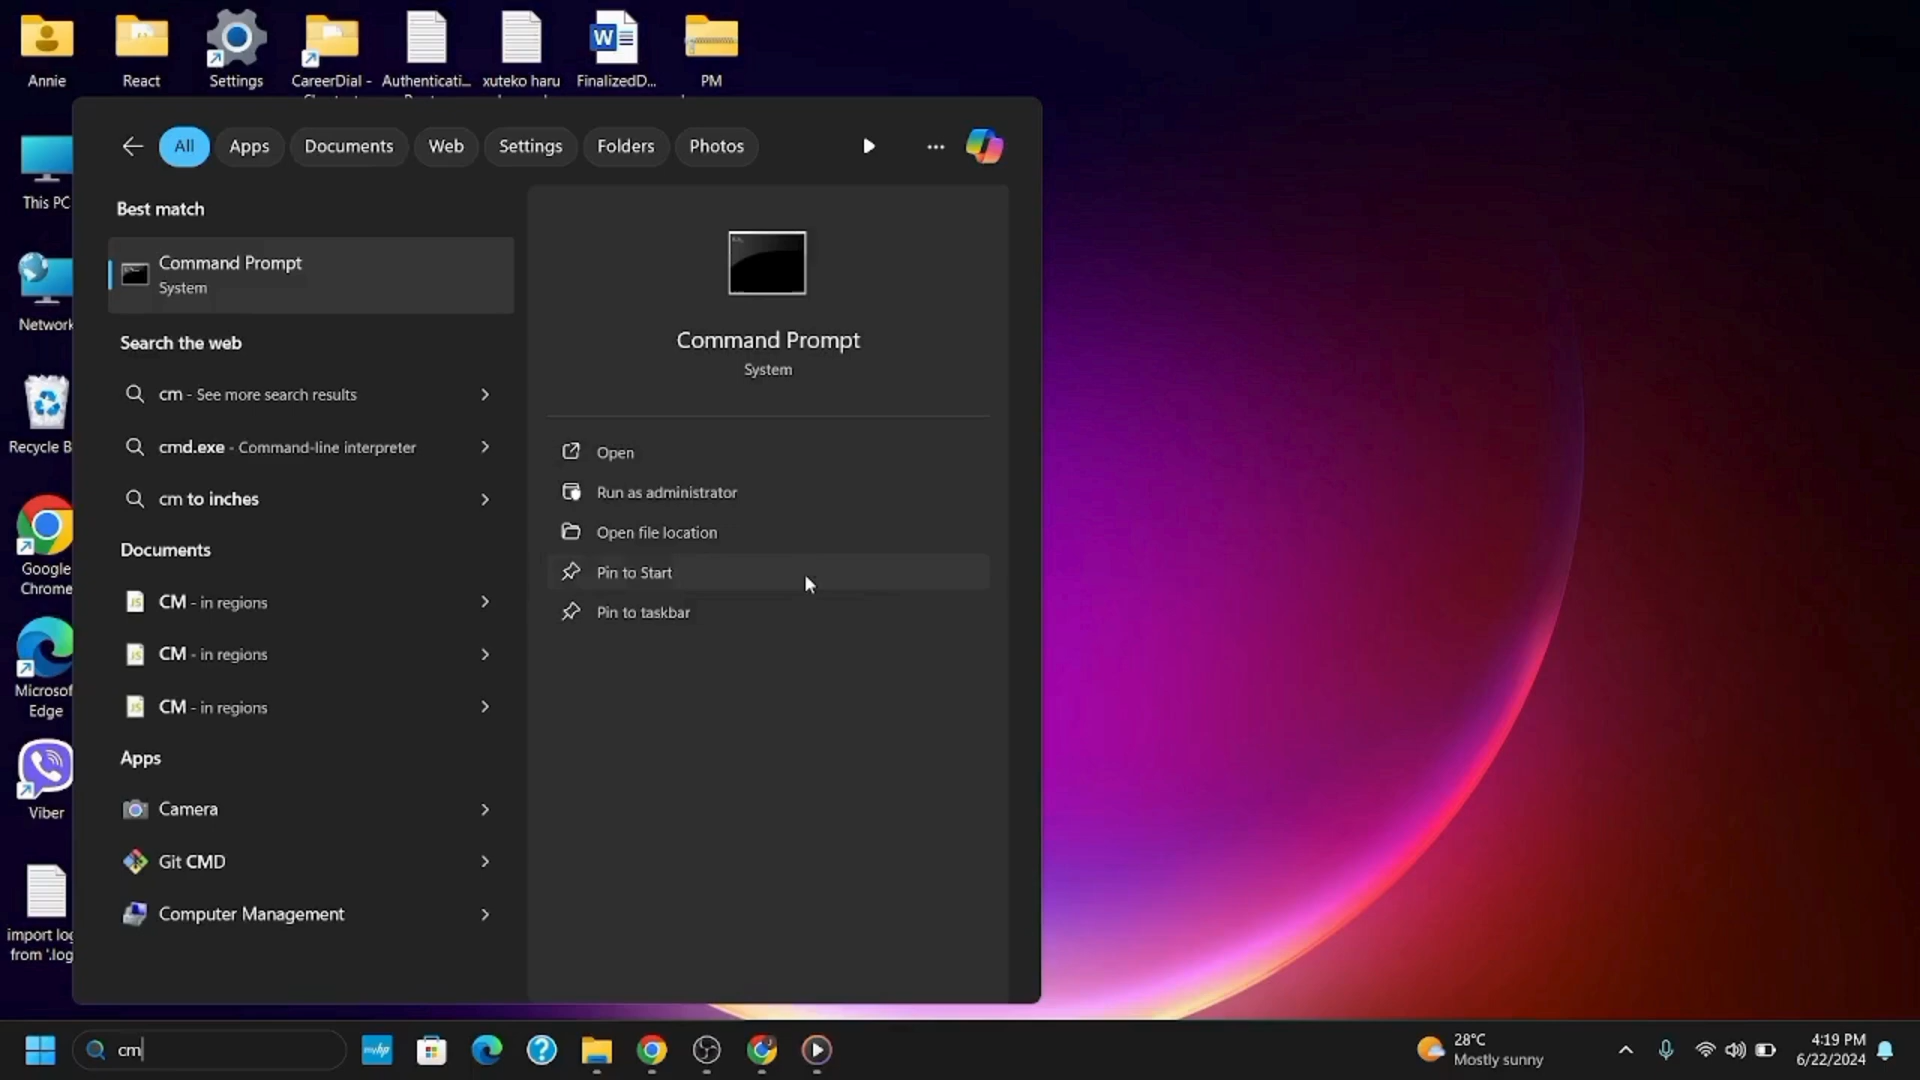 Annie
React
Settings
CareerDial -
Authenticati...
xuteko haru
FinalizedD...
PM
All
Apps
Documents
Web
Settings
Folders
Photos
This PC
Network
Recycle B
Google
Chrome
Microsof
Edge
Viber
import log
from '.log
Best match
Command Prompt
System
Search the web
cm - See more search results
cmd.exe - Command-line interpreter
cm to inches
Documents
CM - in regions
CM - in regions
CM - in regions
Apps
Camera
Git CMD
Computer Management
Command Prompt
System
Open
Run as administrator
Open file location
Pin to Start
Pin to taskbar
cm
myhp
28°C
Mostly sunny
4:19 PM
6/22/2024